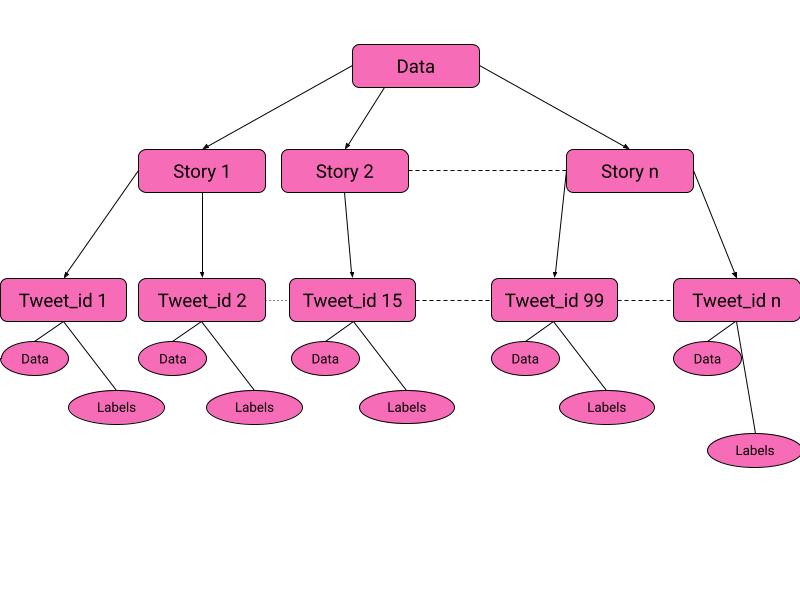 Data
Story 1
Story 2
Story n
Tweet_id 1
Tweet_id 2
Tweet_id 15
Tweet_id 99
Tweet_id n
Data
Data
Data
Data
Data
Labels
Labels
Labels
Labels
Labels